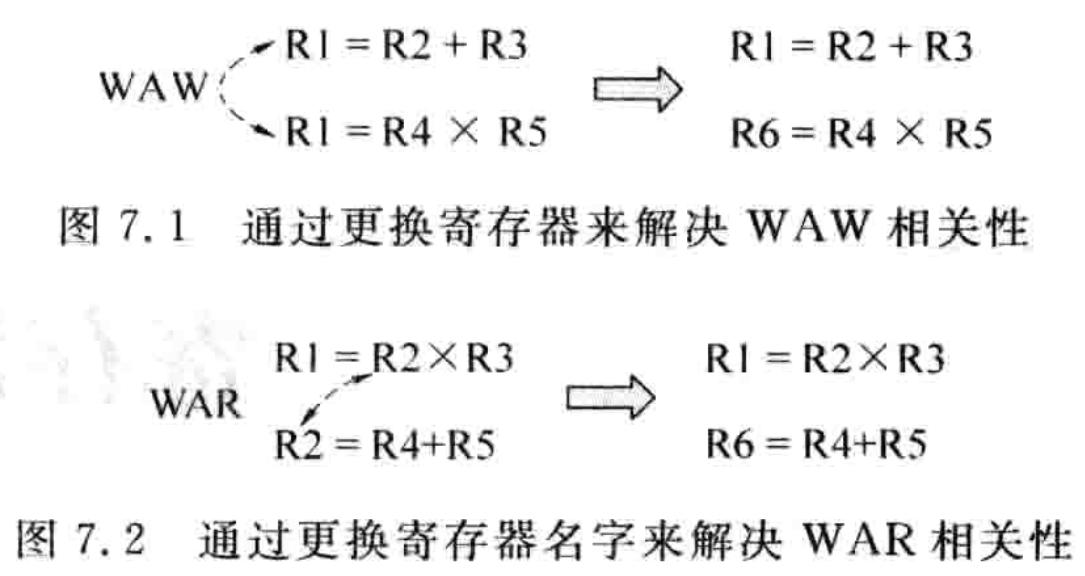 R1 = R2 + R3 R1 = R2 + R3
WAW
R1 = R4 × R5 R6 = R4 × R5
图 7.1 通过更换寄存器来解决 WAW 相关性
R1 = R2×R3 R1 = R2×R3
WAR
R2 = R4+R5 R6 = R4+R5
图 7.2 通过更换寄存器名字来解决 WAR 相关性